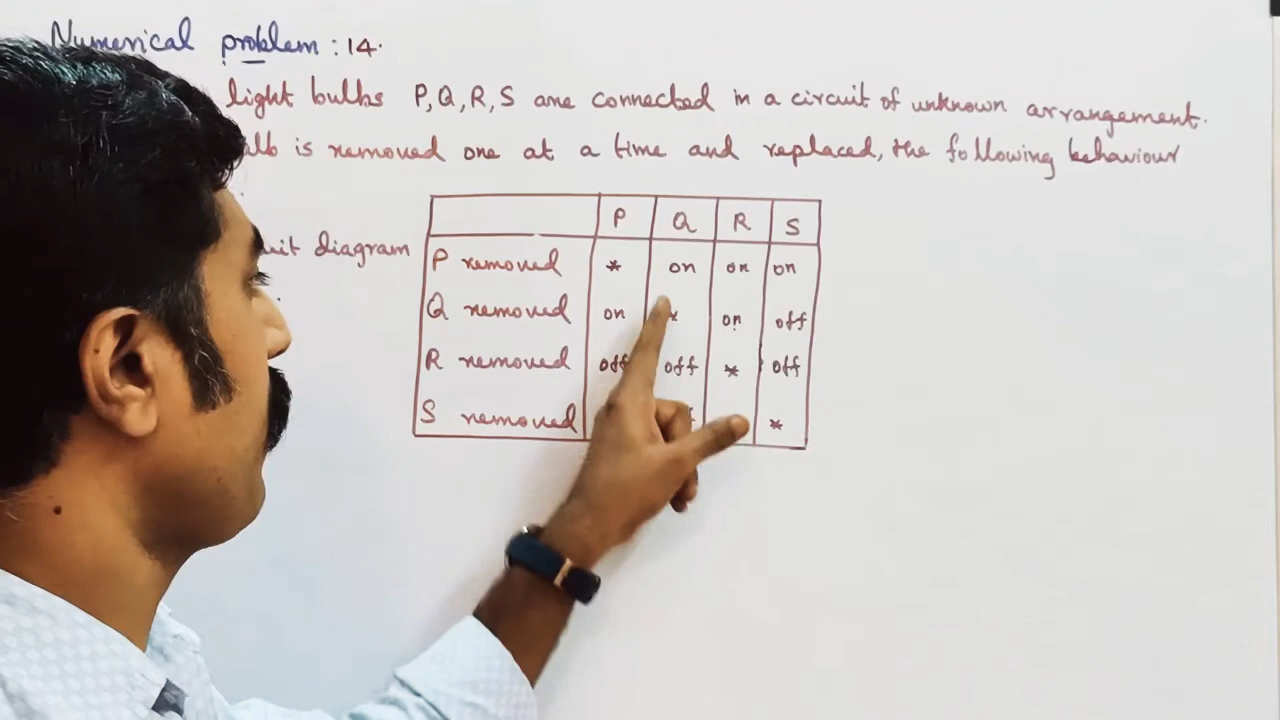 Numerical problem : 14.
light bulbs P, Q, R, S are connected in a circuit of unknown arrangement.
is removed one at a time and replaced, the following behaviour
diagram
P Q R S
P removed * on on on
Q removed on * on off
R removed off off * off
S removed *